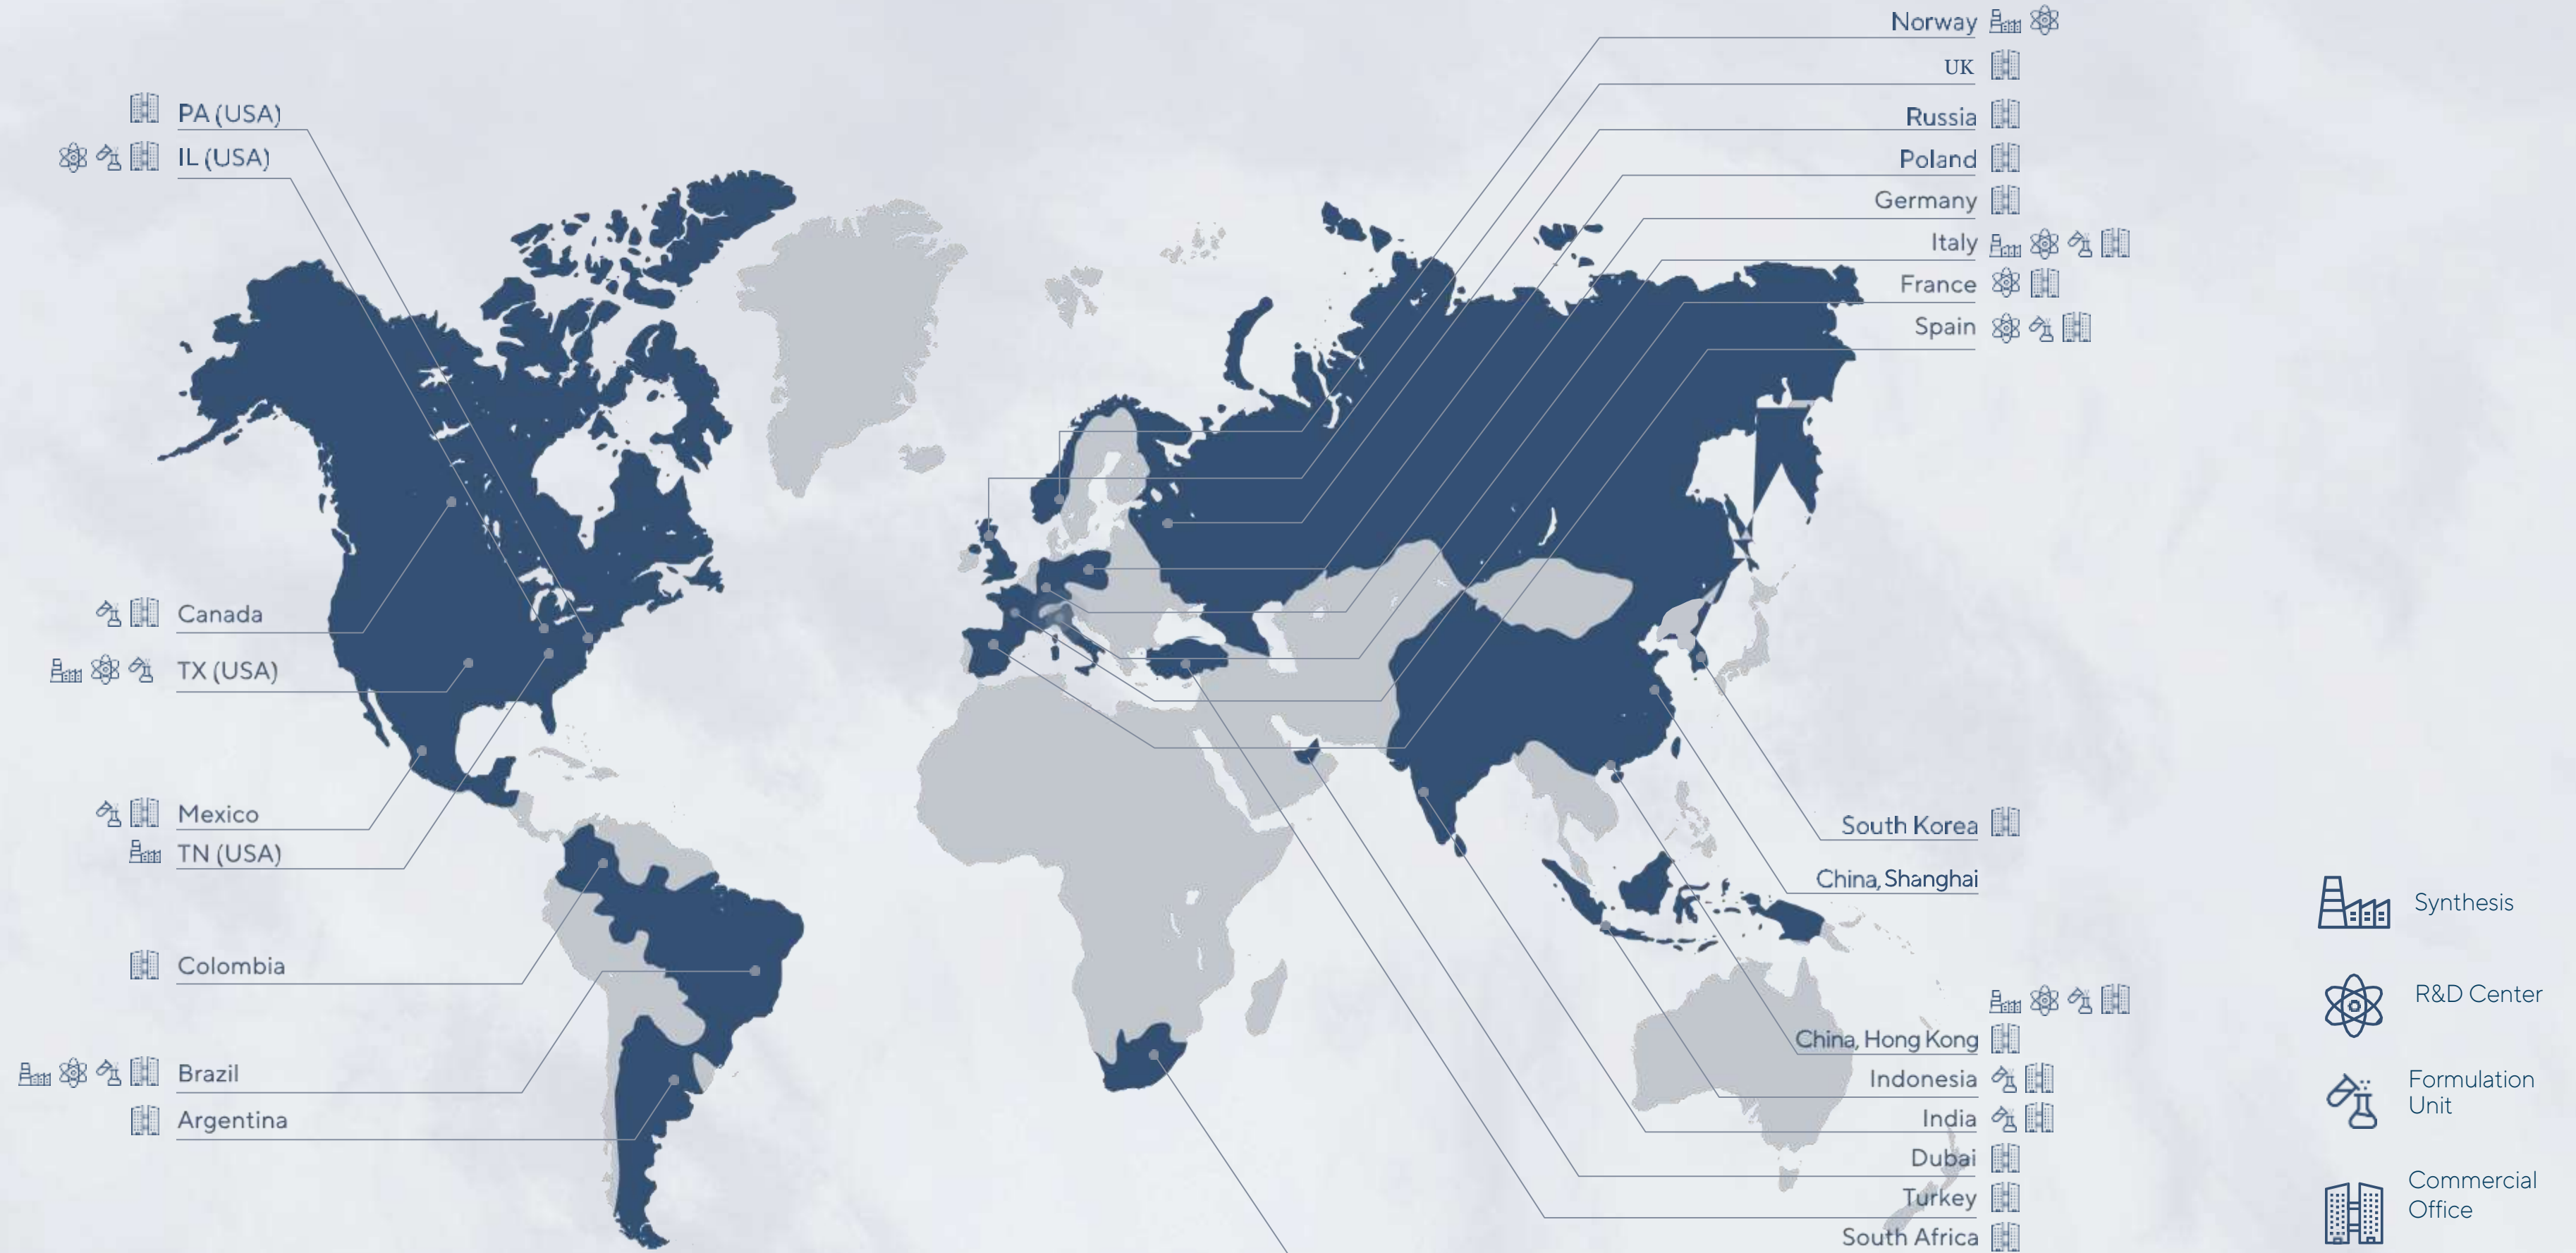 PA (USA)
IL (USA)
Canada
TX (USA)
Mexico
TN (USA)
Colombia
Brazil
Argentina
Norway
UK
Russia
Poland
Germany
Italy
France
Spain
South Korea
China, Shanghai
China, Hong Kong
Indonesia
India
Dubai
Turkey
South Africa
Synthesis
R&D Center
Formulation
Unit
Commercial
Office